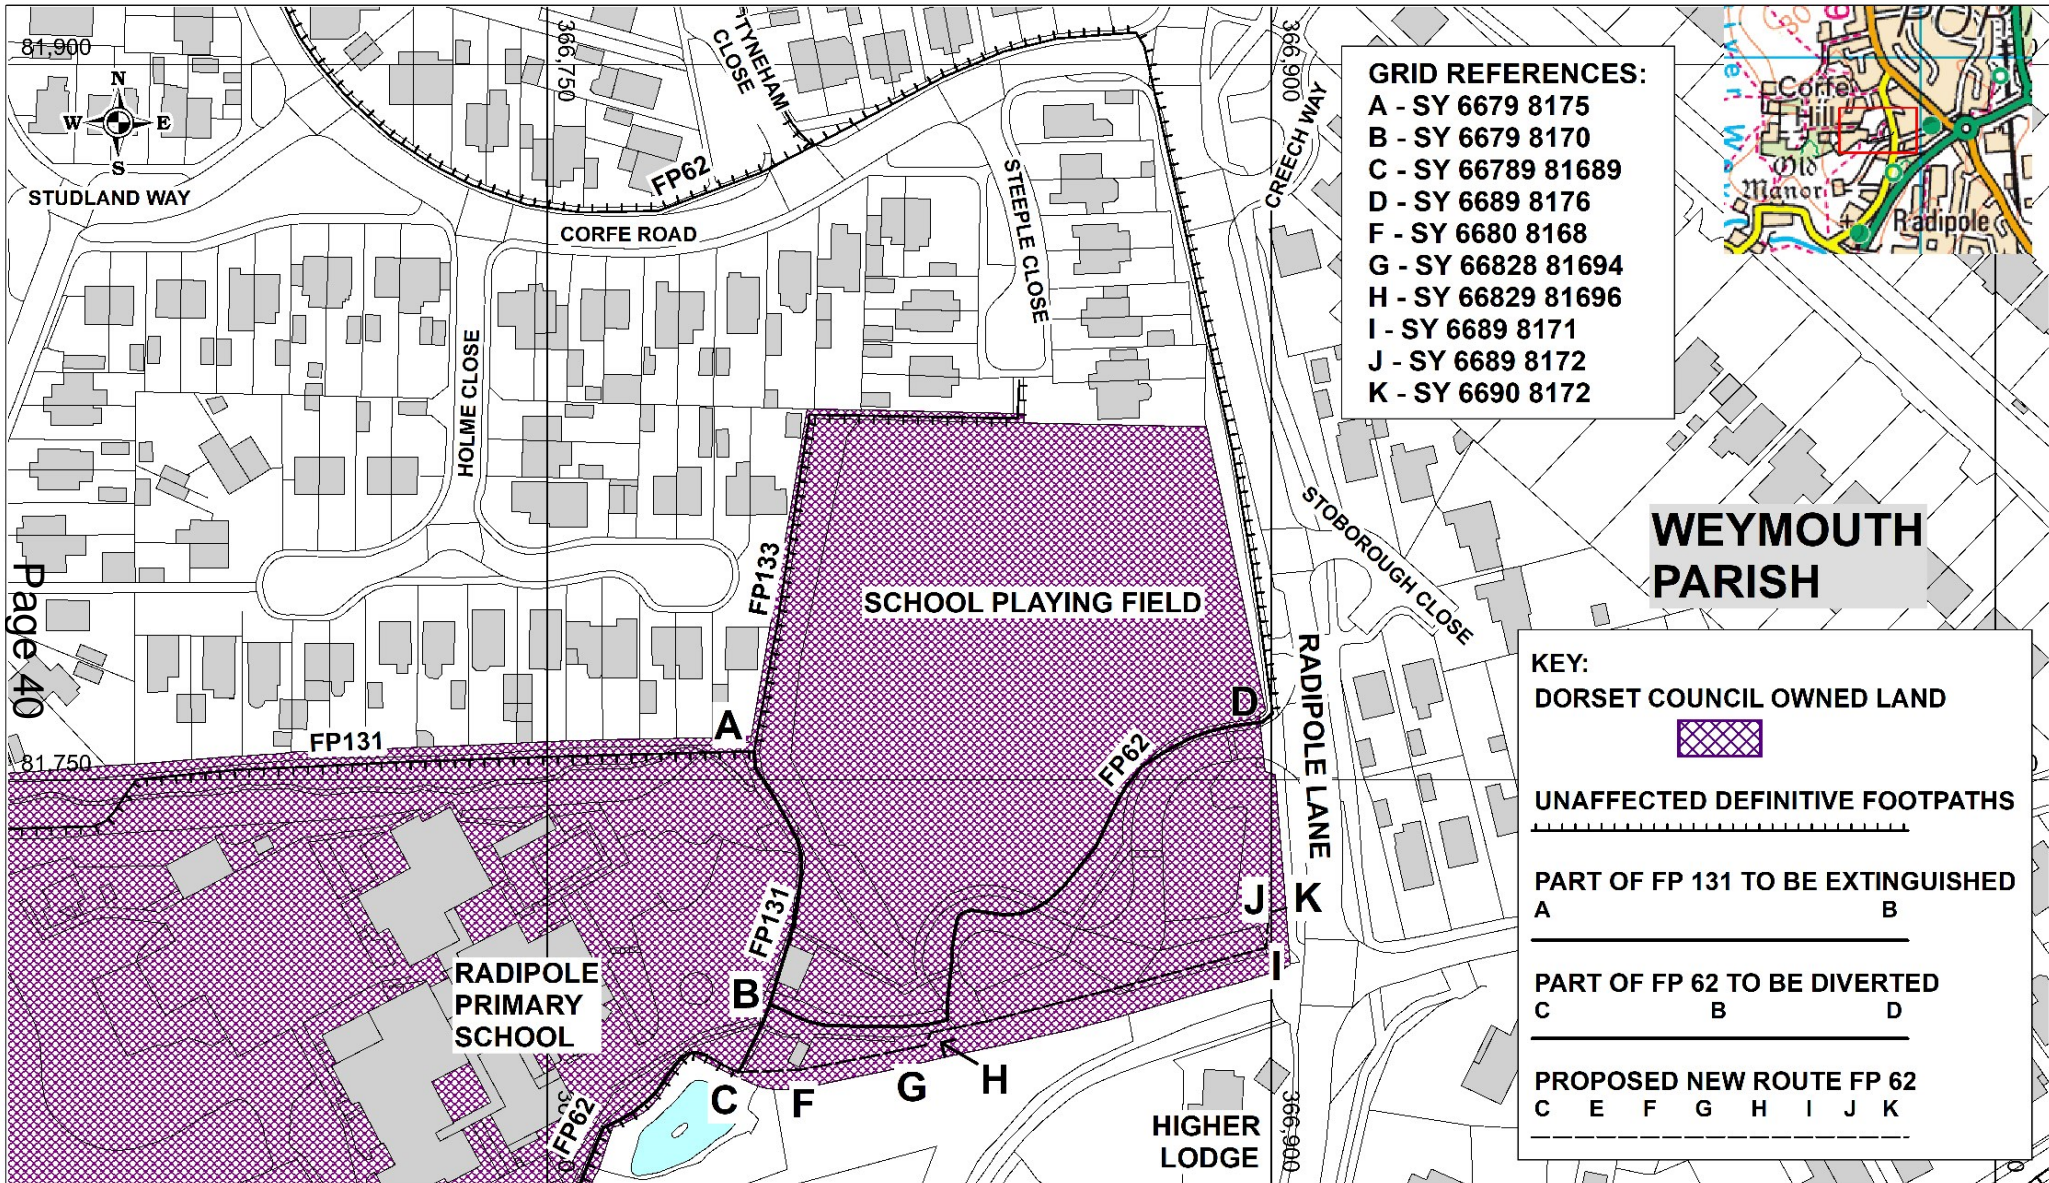 81,900
N
W E
S
STUDLAND WAY
366,750
TYNEHAM
CLOSE
FP62
CORFE ROAD
STEEPLE CLOSE
366,900
CREECH WAY
GRID REFERENCES:
A - SY 6679 8175
B - SY 6679 8170
C - SY 66789 81689
D - SY 6689 8176
F - SY 6680 8168
G - SY 66828 81694
H - SY 66829 81696
I - SY 6689 8171
J - SY 6689 8172
K - SY 6690 8172
Corfe
Hill
Old
Manor
Radipole
HOLME CLOSE
FP133
SCHOOL PLAYING FIELD
STOBOROUGH CLOSE
WEYMOUTH
PARISH
Page 40
RADIPOLE LANE
A
D
FP131
81,750
FP62
FP131
J K
I
B
RADIPOLE
PRIMARY
SCHOOL
C F G H
FP62
HIGHER
LODGE
366,900
KEY:
DORSET COUNCIL OWNED LAND
UNAFFECTED DEFINITIVE FOOTPATHS
PART OF FP 131 TO BE EXTINGUISHED
A B
PART OF FP 62 TO BE DIVERTED
C B D
PROPOSED NEW ROUTE FP 62
C E F G H I J K